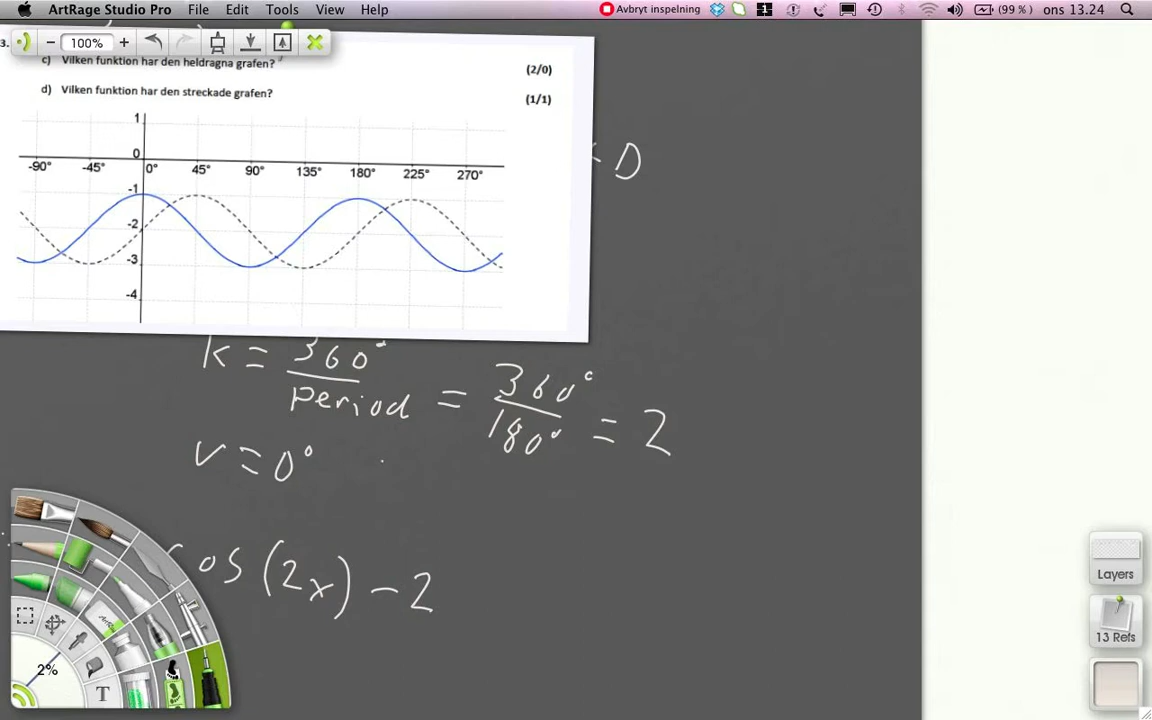 ArtRage Studio Pro File Edit Tools View Help Avbryt inspelning 1 (99 %) ons 13.24
3.
100%
c) Vilken funktion har den heldragna grafen? (2/0)
d) Vilken funktion har den streckade grafen? (1/1)
1
0
-90° -45° 0° 45° 90° 135° 180° 225° 270°
-1
-2
-3
-4
D
k = 360° / period = 360° / 180° = 2
v = 0°
cos (2x) - 2
2%
T
Layers
13 Refs